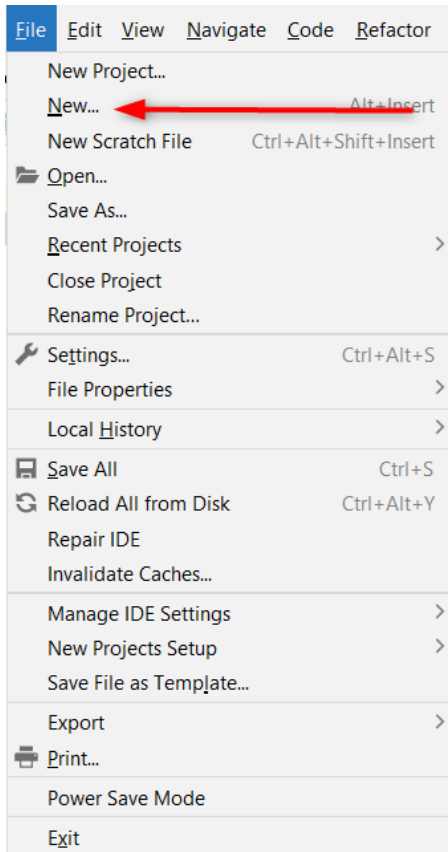 File Edit View Navigate Code Refactor
New Project...
New... Alt+Insert
New Scratch File Ctrl+Alt+Shift+Insert
Open...
Save As...
Recent Projects
Close Project
Rename Project...
Settings... Ctrl+Alt+S
File Properties
Local History
Save All Ctrl+S
Reload All from Disk Ctrl+Alt+Y
Repair IDE
Invalidate Caches...
Manage IDE Settings
New Projects Setup
Save File as Template...
Export
Print...
Power Save Mode
Exit